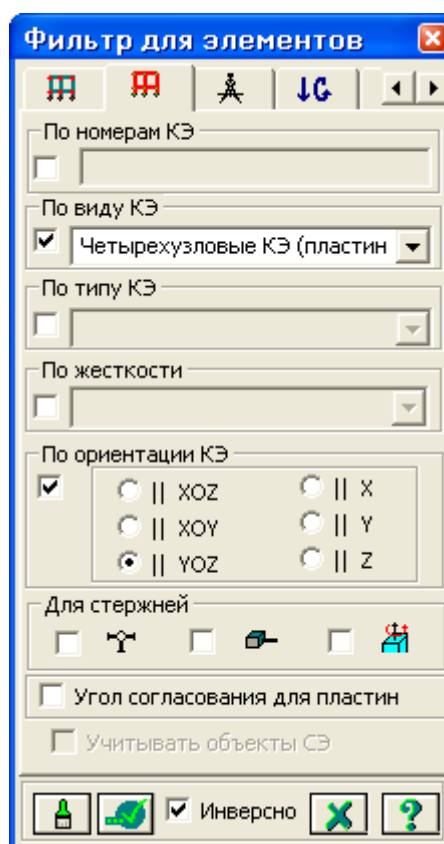 Фильтр для элементов
По номерам КЭ
По виду КЭ
Четырехузловые КЭ (пластин
По типу КЭ
По жесткости
По ориентации КЭ
|| XOZ || X
|| XOY || Y
|| YOZ || Z
Для стержней
Угол согласования для пластин
Учитывать объекты СЭ
Инверсно